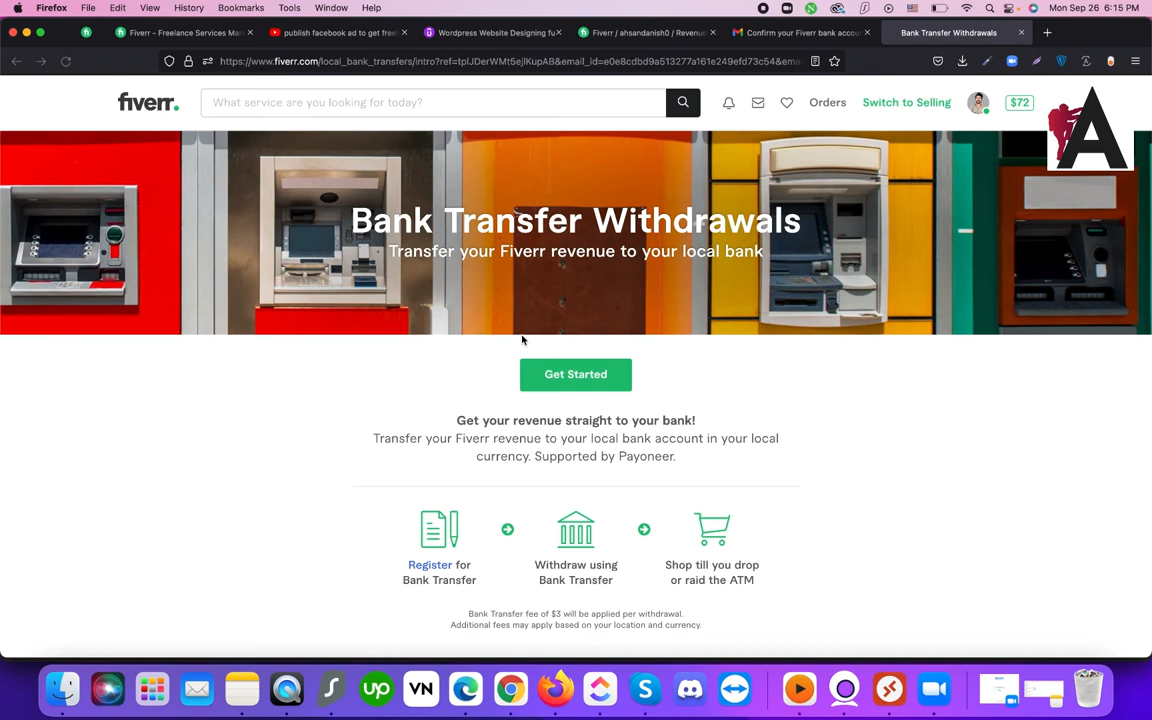 Firefox File Edit View History Bookmarks Tools Window Help Mon Sep 26 6:15 PM
Fiverr - Freelance Services Mar
publish facebook ad to get free
Wordpress Website Designing fu
Fiverr / ahsandanish0 / Revenue
Confirm your Fiverr bank accou
Bank Transfer Withdrawals
https://www.fiverr.com/local_bank_transfers/intro?ref=
fiverr.
What service are you looking for today?
Orders
Switch to Selling
$72
A
Bank Transfer Withdrawals
Transfer your Fiverr revenue to your local bank
Get Started
Get your revenue straight to your bank!
Transfer your Fiverr revenue to your local bank account in your local
currency. Supported by Payoneer.
Register for
Bank Transfer
Withdraw using
Bank Transfer
Shop till you drop
or raid the ATM
Bank Transfer fee of $3 will be applied per withdrawal.
Additional fees may apply based on your location and currency.
up
VN